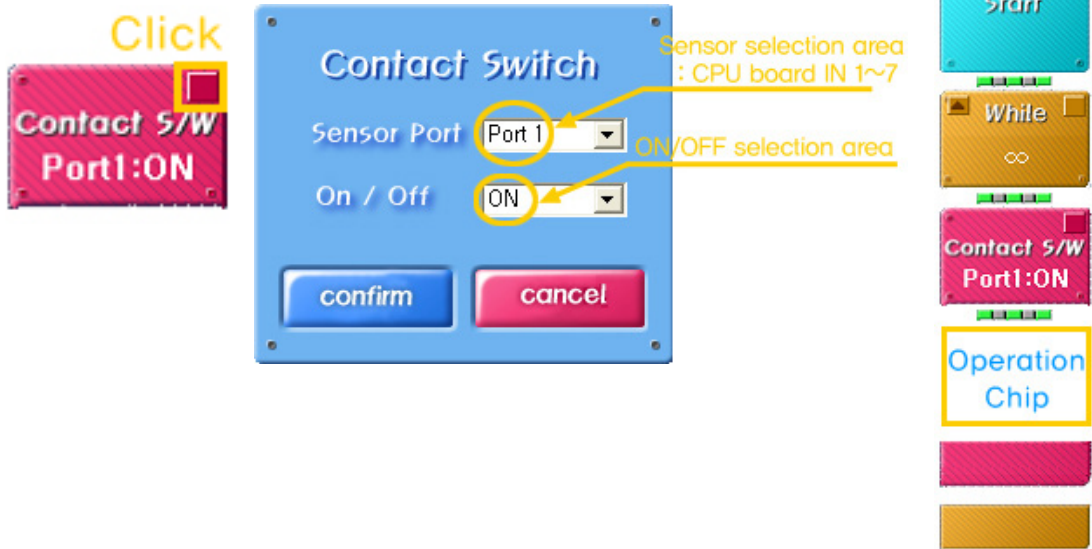 Click
Contact S/W
Port1:ON
Contact Switch
Sensor Port
Port 1
On / Off
ON
confirm
cancel
Sensor selection area
: CPU board IN 1~7
ON/OFF selection area
Start
While
∞
Contact S/W
Port1:ON
Operation
Chip